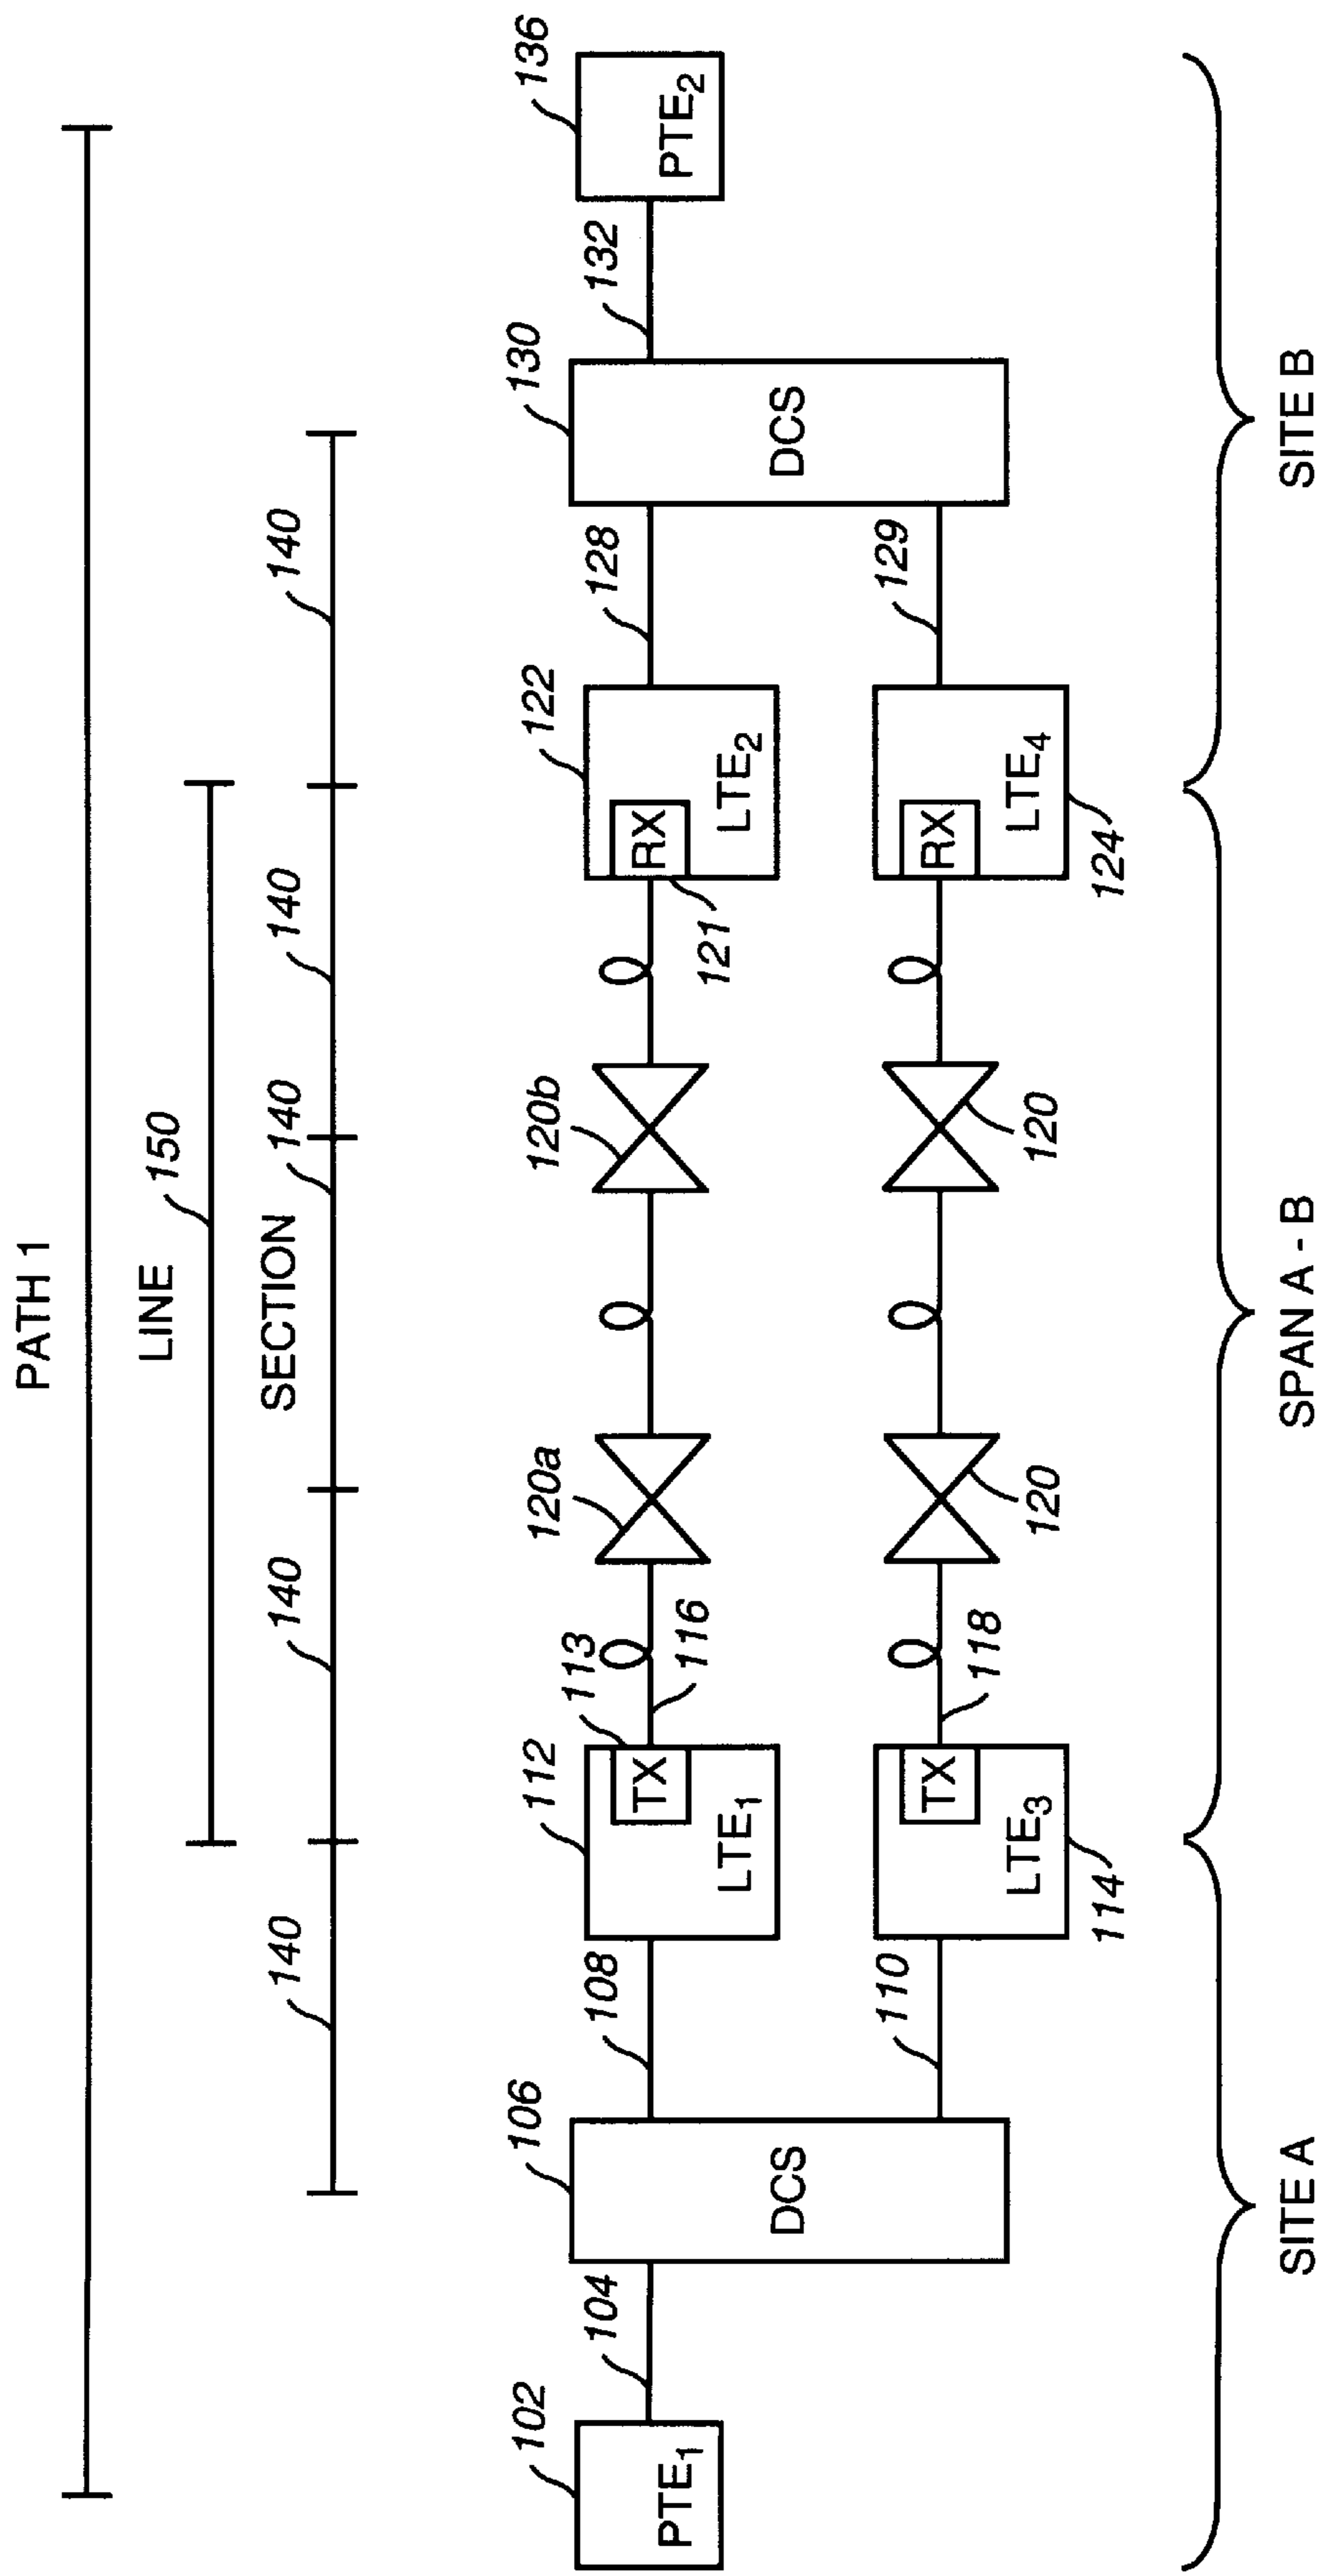 PATH 1
LINE
150
SECTION
140 140 140 140 140
102 104 106 108 112 113 120a 120b 122 128 130 132 136
PTE1
TX
RX
PTE2
116
121
LTE1
LTE2
DCS
DCS
110 118 129
TX
RX
LTE3
120
120
LTE4
114
124
SITE A
SPAN A - B
SITE B